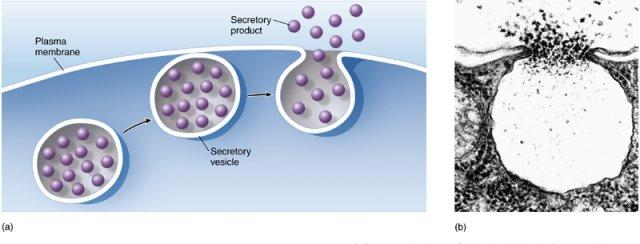 Secretory
product
Plasma
membrane
Secretory
vesicle
(a)
(b)